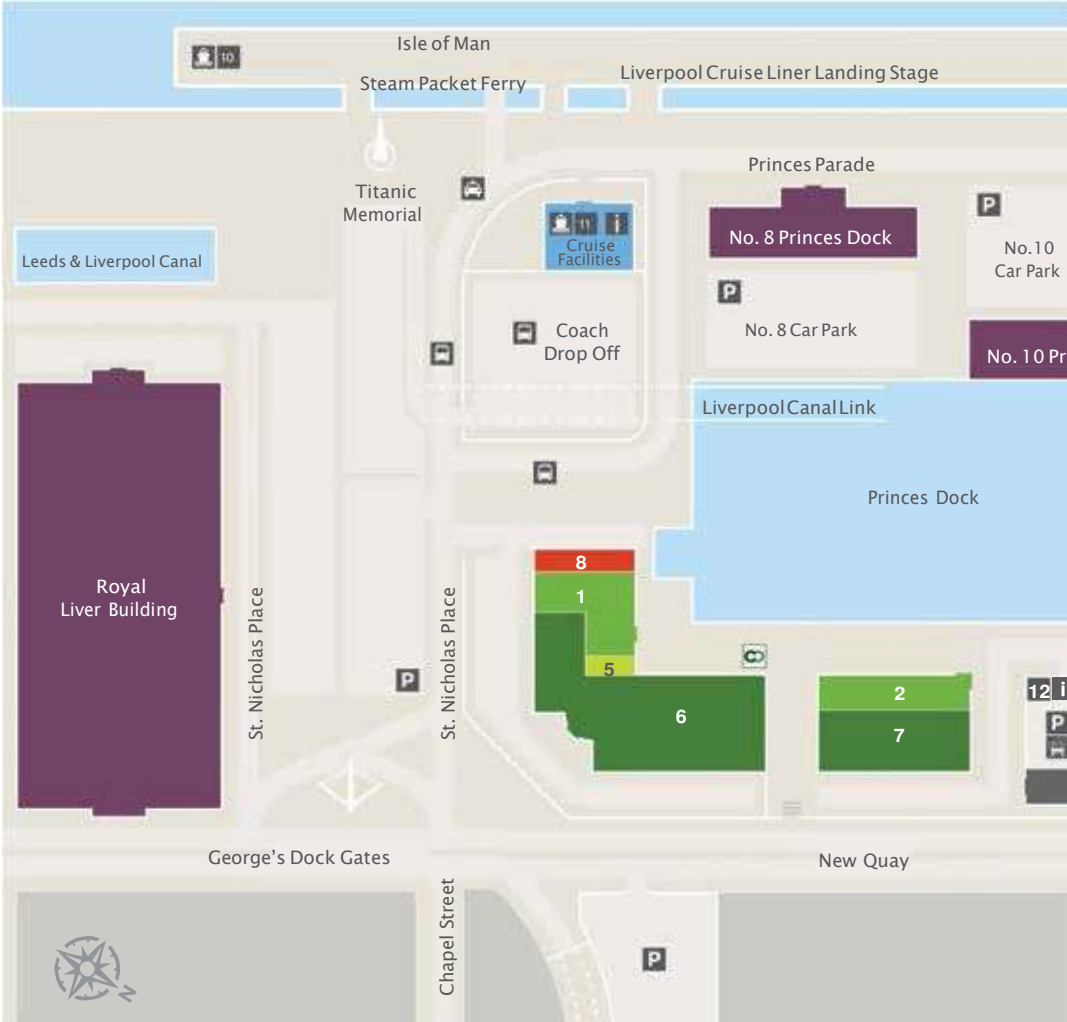 Isle of Man
10
Steam Packet Ferry
Liverpool Cruise Liner Landing Stage
Princes Parade
Titanic
Memorial
P
11 i
Cruise
Facilities
No. 8 Princes Dock
No.10
Car Park
Leeds & Liverpool Canal
P
Coach
Drop Off
No. 8 Car Park
No. 10 Pr
Liverpool Canal Link
Princes Dock
8
1
Royal
Liver Building
St. Nicholas Place
St. Nicholas Place
5
P
6
2
12 i
P
7
George's Dock Gates
New Quay
Chapel Street
P
N